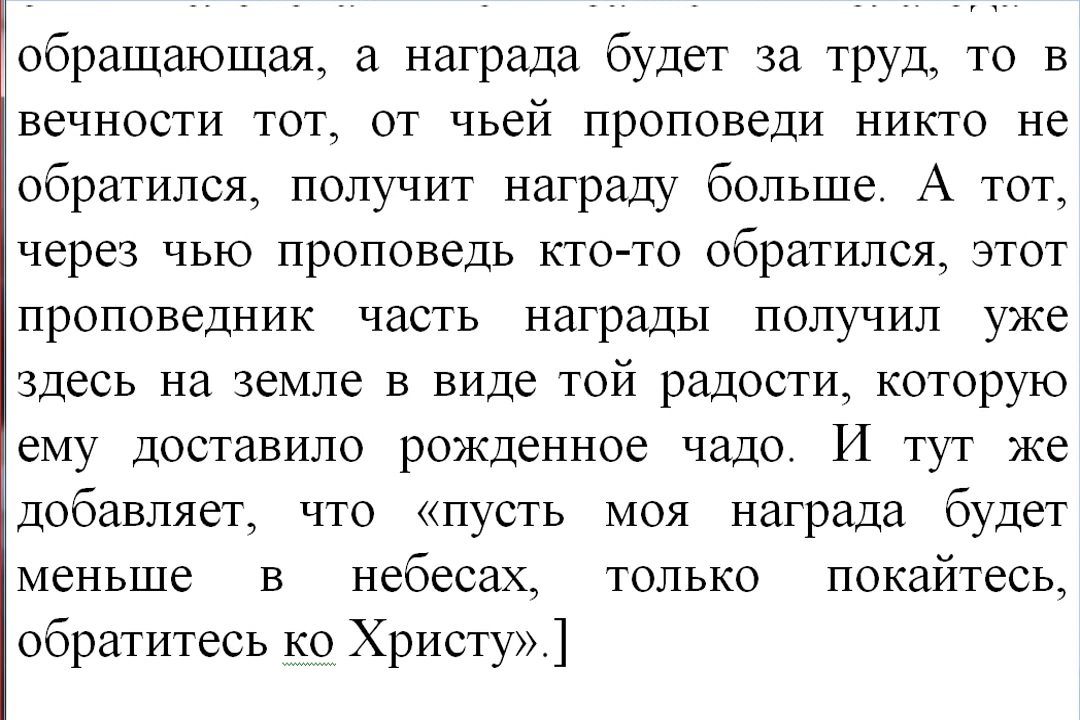 обращающая, а награда будет за труд, то в
вечности тот, от чьей проповеди никто не
обратился, получит награду больше. А тот,
через чью проповедь кто-то обратился, этот
проповедник часть награды получил уже
здесь на земле в виде той радости, которую
ему доставило рожденное чадо. И тут же
добавляет, что «пусть моя награда будет
меньше в небесах, только покайтесь,
обратитесь ко Христу».]